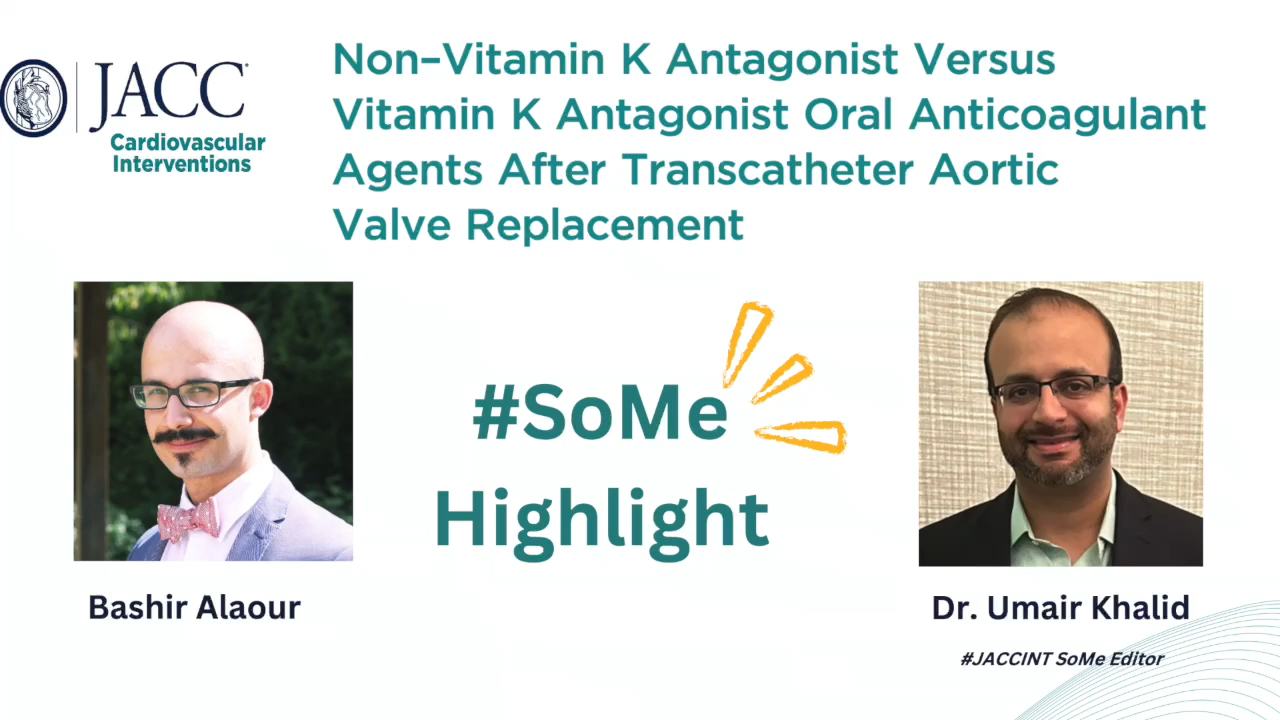 JACC
Cardiovascular
Interventions
Non–Vitamin K Antagonist Versus
Vitamin K Antagonist Oral Anticoagulant
Agents After Transcatheter Aortic
Valve Replacement
#SoMe
Highlight
Bashir Alaour
Dr. Umair Khalid
#JACCINT SoMe Editor